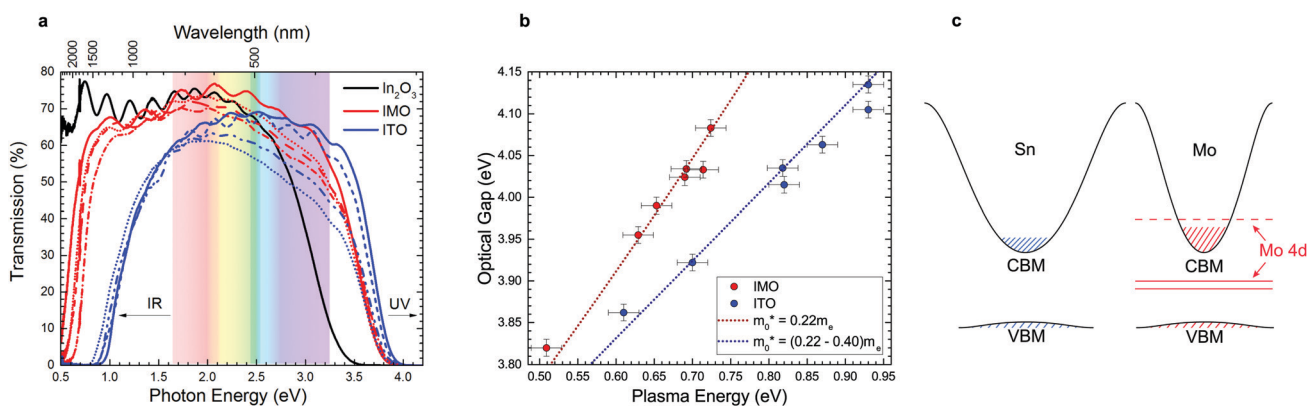 a
Wavelength (nm)
2000
1500
1000
500
80
70
60
50
40
30
20
10
0
Transmission (%)
In₂O₃
IMO
ITO
IR
UV
0.5 1.0 1.5 2.0 2.5 3.0 3.5 4.0
Photon Energy (eV)
b
4.15
4.10
4.05
4.00
3.95
3.90
3.85
3.80
Optical Gap (eV)
IMO
ITO
m₀* = 0.22mₑ
m₀* = (0.22 - 0.40)mₑ
0.50 0.55 0.60 0.65 0.70 0.75 0.80 0.85 0.90 0.95
Plasma Energy (eV)
c
Sn
CBM
VBM
Mo
CBM
Mo 4d
VBM